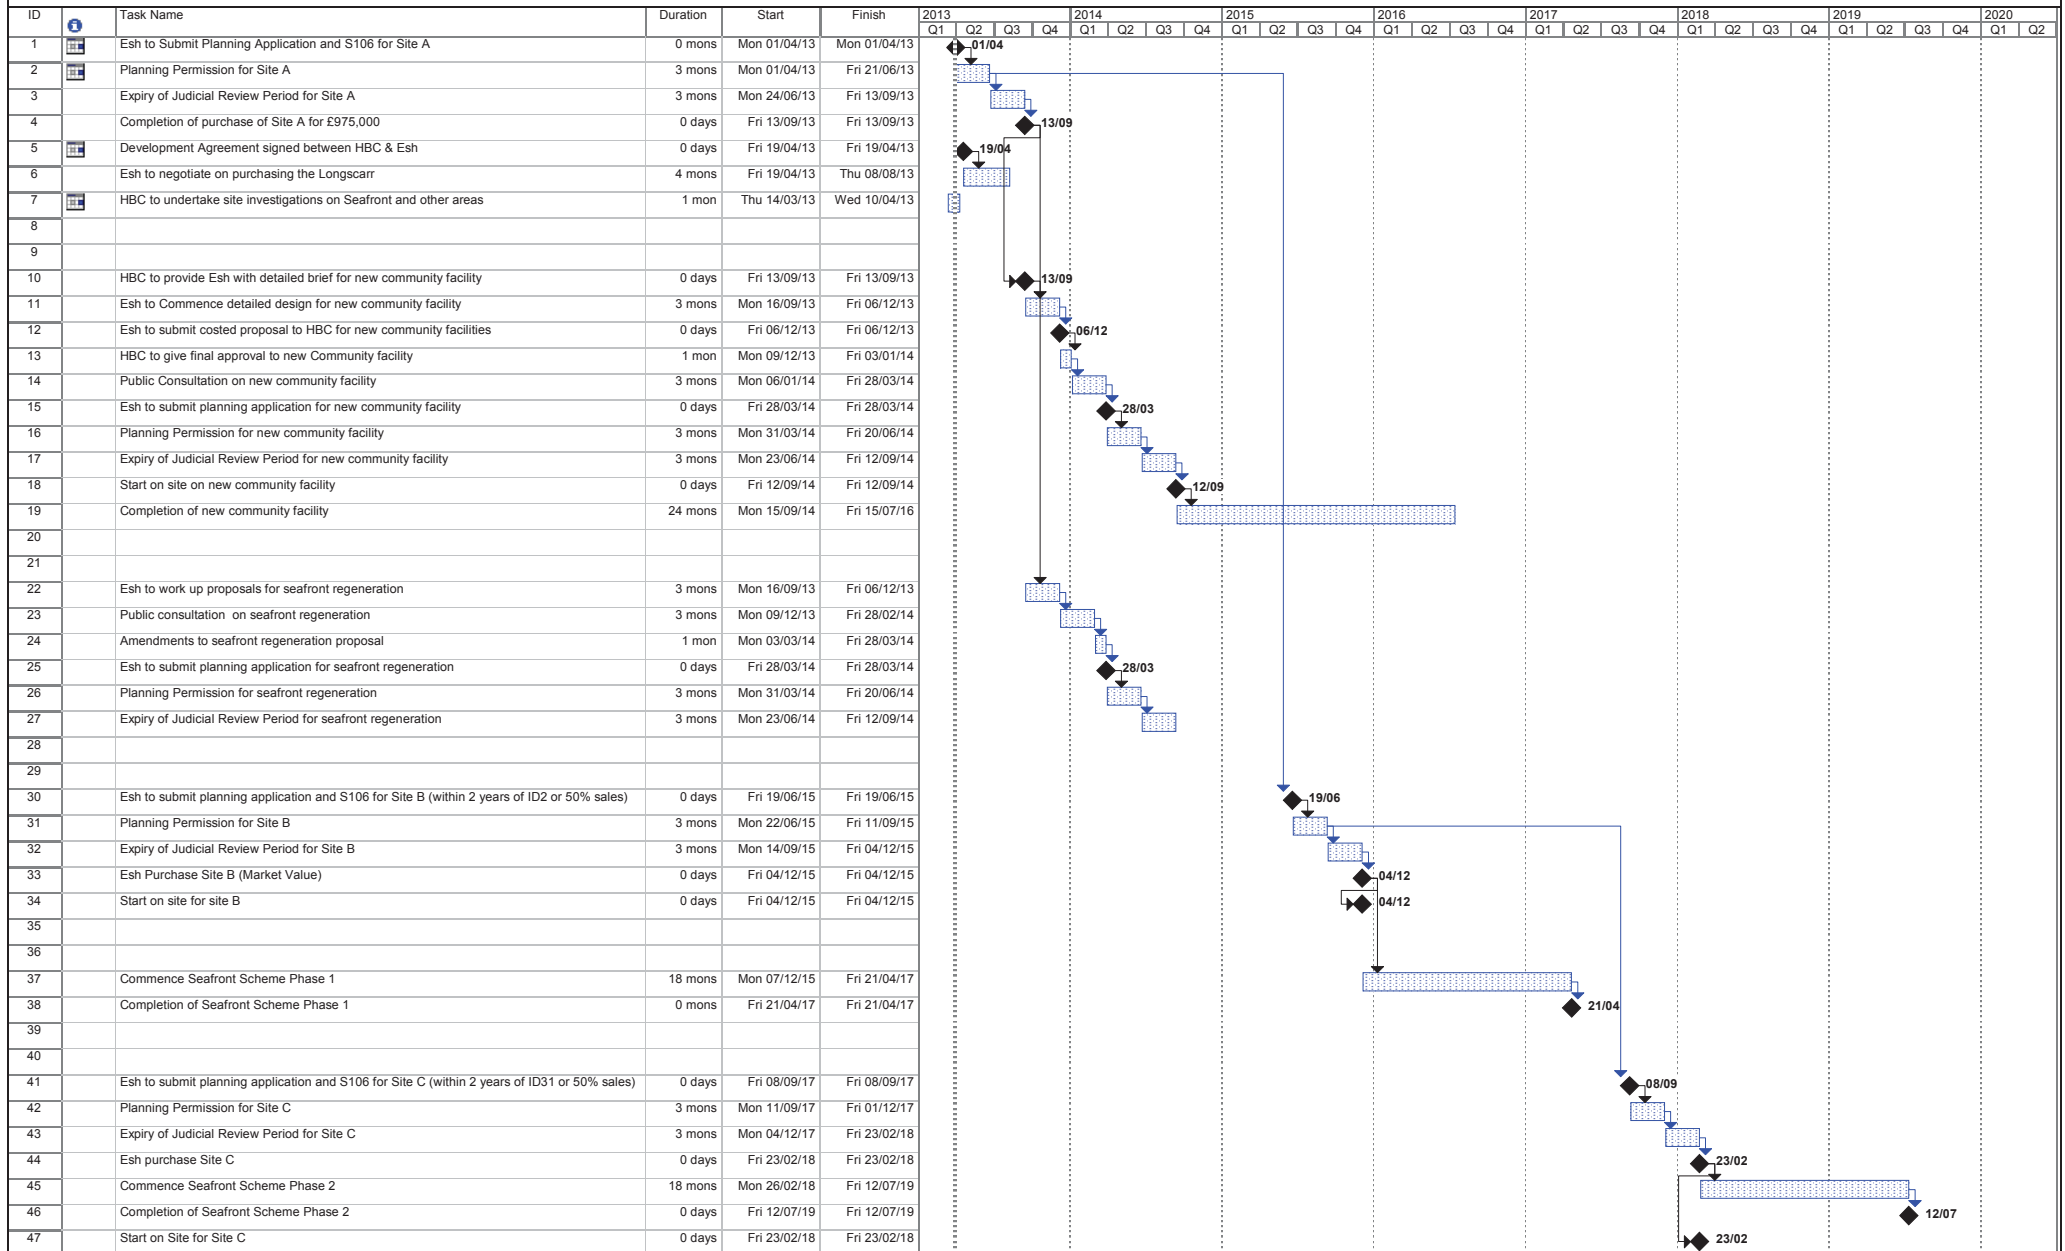 ID Task Name Duration Start Finish 2013 2014 2015 2016 2017 2018 2019 2020
Q1 Q2 Q3 Q4 Q1 Q2 Q3 Q4 Q1 Q2 Q3 Q4 Q1 Q2 Q3 Q4 Q1 Q2 Q3 Q4 Q1 Q2 Q3 Q4 Q1 Q2 Q3 Q4 Q1 Q2
1 Esh to Submit Planning Application and S106 for Site A 0 mons Mon 01/04/13 Mon 01/04/13 01/04
2 Planning Permission for Site A 3 mons Mon 01/04/13 Fri 21/06/13
3 Expiry of Judicial Review Period for Site A 3 mons Mon 24/06/13 Fri 13/09/13
4 Completion of purchase of Site A for £975,000 0 days Fri 13/09/13 Fri 13/09/13 13/09
5 Development Agreement signed between HBC & Esh 0 days Fri 19/04/13 Fri 19/04/13 19/04
6 Esh to negotiate on purchasing the Longscarr 4 mons Fri 19/04/13 Thu 08/08/13
7 HBC to undertake site investigations on Seafront and other areas 1 mon Thu 14/03/13 Wed 10/04/13
8
9
10 HBC to provide Esh with detailed brief for new community facility 0 days Fri 13/09/13 Fri 13/09/13 13/09
11 Esh to Commence detailed design for new community facility 3 mons Mon 16/09/13 Fri 06/12/13
12 Esh to submit costed proposal to HBC for new community facilities 0 days Fri 06/12/13 Fri 06/12/13 06/12
13 HBC to give final approval to new Community facility 1 mon Mon 09/12/13 Fri 03/01/14
14 Public Consultation on new community facility 3 mons Mon 06/01/14 Fri 28/03/14
15 Esh to submit planning application for new community facility 0 days Fri 28/03/14 Fri 28/03/14 28/03
16 Planning Permission for new community facility 3 mons Mon 31/03/14 Fri 20/06/14
17 Expiry of Judicial Review Period for new community facility 3 mons Mon 23/06/14 Fri 12/09/14
18 Start on site on new community facility 0 days Fri 12/09/14 Fri 12/09/14 12/09
19 Completion of new community facility 24 mons Mon 15/09/14 Fri 15/07/16
20
21
22 Esh to work up proposals for seafront regeneration 3 mons Mon 16/09/13 Fri 06/12/13
23 Public consultation on seafront regeneration 3 mons Mon 09/12/13 Fri 28/02/14
24 Amendments to seafront regeneration proposal 1 mon Mon 03/03/14 Fri 28/03/14
25 Esh to submit planning application for seafront regeneration 0 days Fri 28/03/14 Fri 28/03/14 28/03
26 Planning Permission for seafront regeneration 3 mons Mon 31/03/14 Fri 20/06/14
27 Expiry of Judicial Review Period for seafront regeneration 3 mons Mon 23/06/14 Fri 12/09/14
28
29
30 Esh to submit planning application and S106 for Site B (within 2 years of ID2 or 50% sales) 0 days Fri 19/06/15 Fri 19/06/15 19/06
31 Planning Permission for Site B 3 mons Mon 22/06/15 Fri 11/09/15
32 Expiry of Judicial Review Period for Site B 3 mons Mon 14/09/15 Fri 04/12/15
33 Esh Purchase Site B (Market Value) 0 days Fri 04/12/15 Fri 04/12/15 04/12
34 Start on site for site B 0 days Fri 04/12/15 Fri 04/12/15 04/12
35
36
37 Commence Seafront Scheme Phase 1 18 mons Mon 07/12/15 Fri 21/04/17
38 Completion of Seafront Scheme Phase 1 0 mons Fri 21/04/17 Fri 21/04/17 21/04
39
40
41 Esh to submit planning application and S106 for Site C (within 2 years of ID31 or 50% sales) 0 days Fri 08/09/17 Fri 08/09/17 08/09
42 Planning Permission for Site C 3 mons Mon 11/09/17 Fri 01/12/17
43 Expiry of Judicial Review Period for Site C 3 mons Mon 04/12/17 Fri 23/02/18
44 Esh purchase Site C 0 days Fri 23/02/18 Fri 23/02/18 23/02
45 Commence Seafront Scheme Phase 2 18 mons Mon 26/02/18 Fri 12/07/19
46 Completion of Seafront Scheme Phase 2 0 days Fri 12/07/19 Fri 12/07/19 12/07
47 Start on Site for Site C 0 days Fri 23/02/18 Fri 23/02/18 23/02